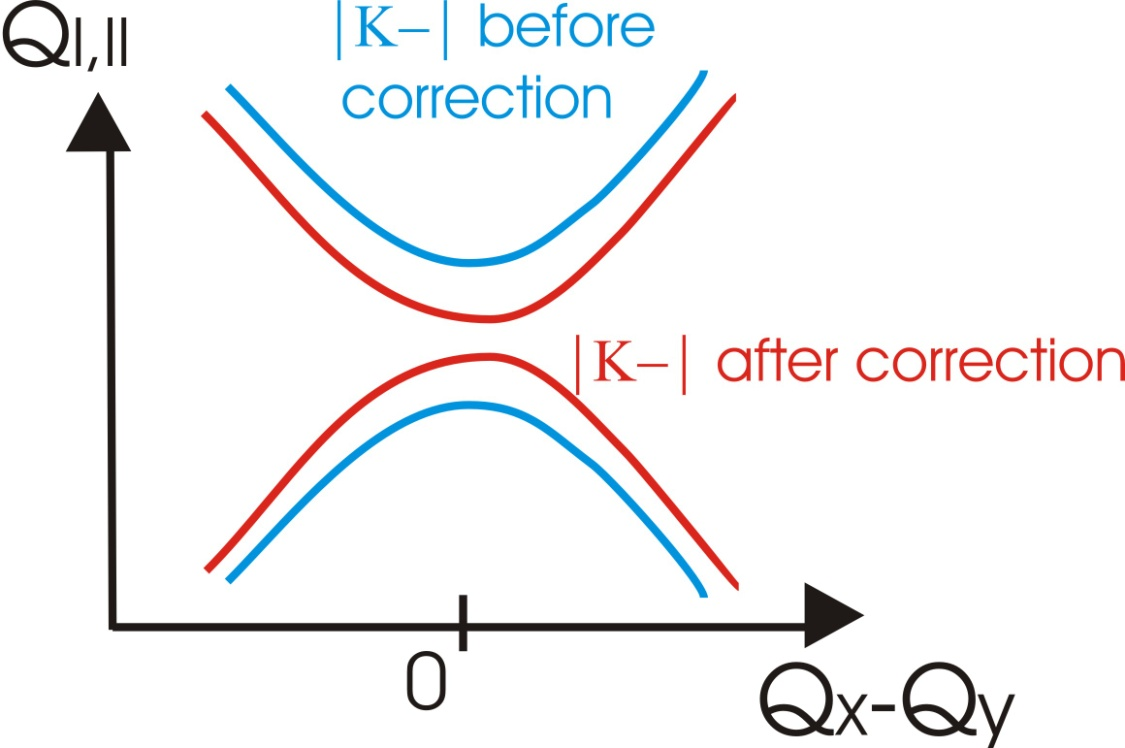 QI,II
|K–| before
correction
|K–| after correction
0
Qx-Qy